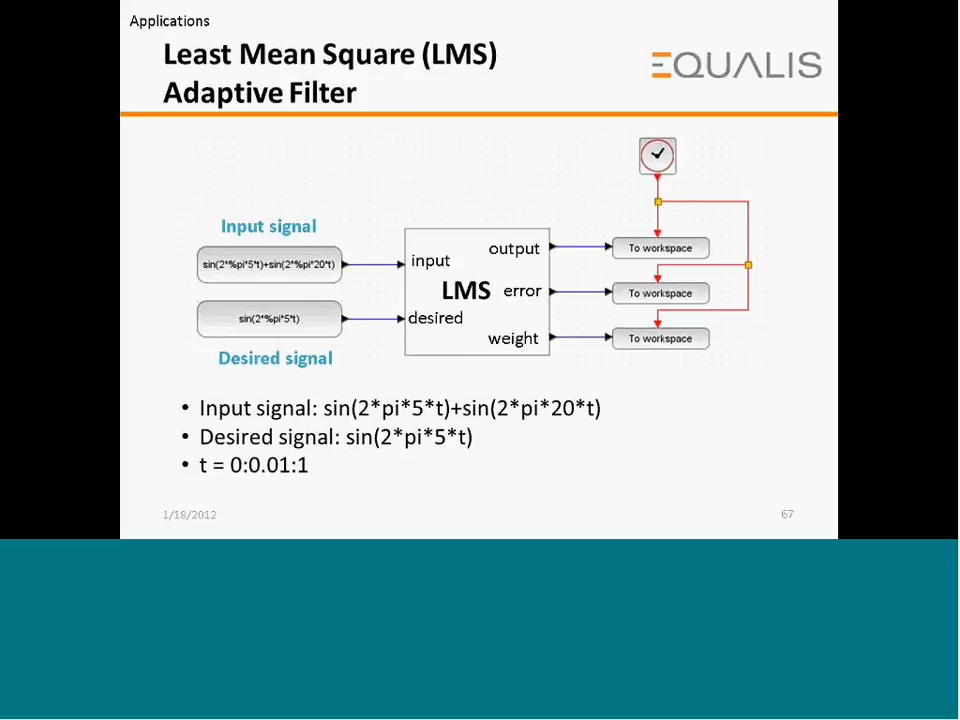 Applications
Least Mean Square (LMS)
Adaptive Filter
EQUALIS
Input signal
sin(2*%pi*5*t)+sin(2*%pi*20*t)
sin(2*%pi*5*t)
Desired signal
input
desired
LMS
output
error
weight
To workspace
To workspace
To workspace
• Input signal: sin(2*pi*5*t)+sin(2*pi*20*t)
• Desired signal: sin(2*pi*5*t)
• t = 0:0.01:1
1/18/2012
67